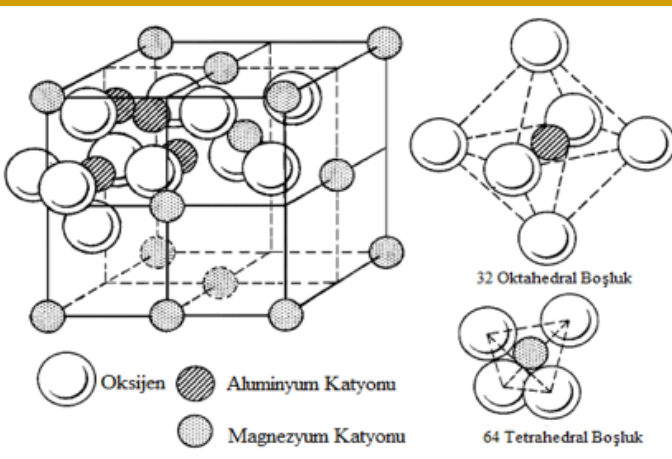 32 Oktahedral Boşluk
Oksijen
Aluminyum Katyonu
Magnezyum Katyonu
64 Tetrahedral Boşluk